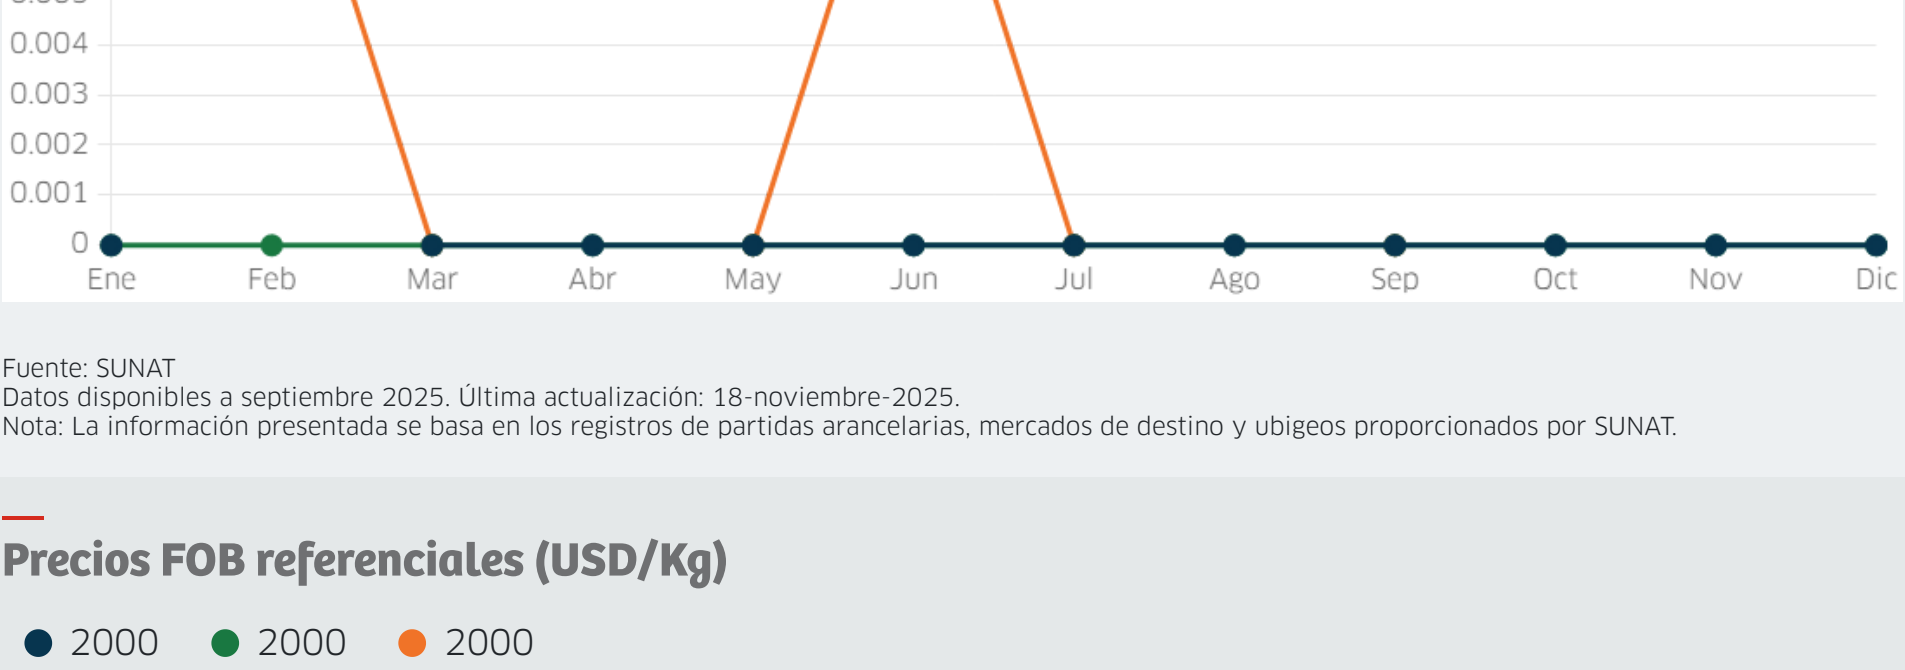 0.004
0.003
0.002
0.001
0
Ene Feb Mar Abr May Jun Jul Ago Sep Oct Nov Dic
Fuente: SUNAT
Datos disponibles a septiembre 2025. Última actualización: 18-noviembre-2025.
Nota: La información presentada se basa en los registros de partidas arancelarias, mercados de destino y ubigeos proporcionados por SUNAT.
Precios FOB referenciales (USD/Kg)
2000 2000 2000